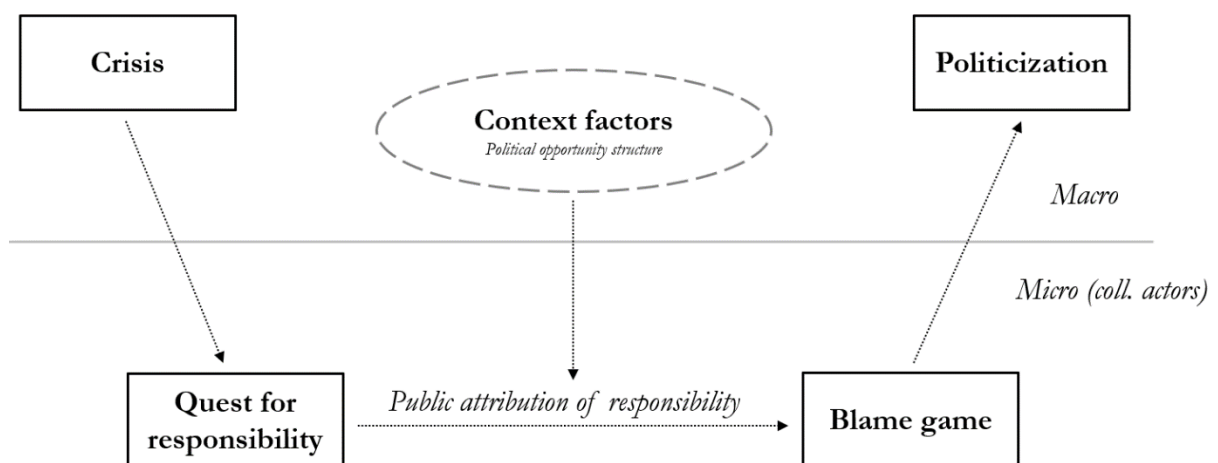 Crisis
Politicization
Context factors
Political opportunity structure
Macro
Micro (coll. actors)
Quest for
responsibility
Public attribution of responsibility
Blame game